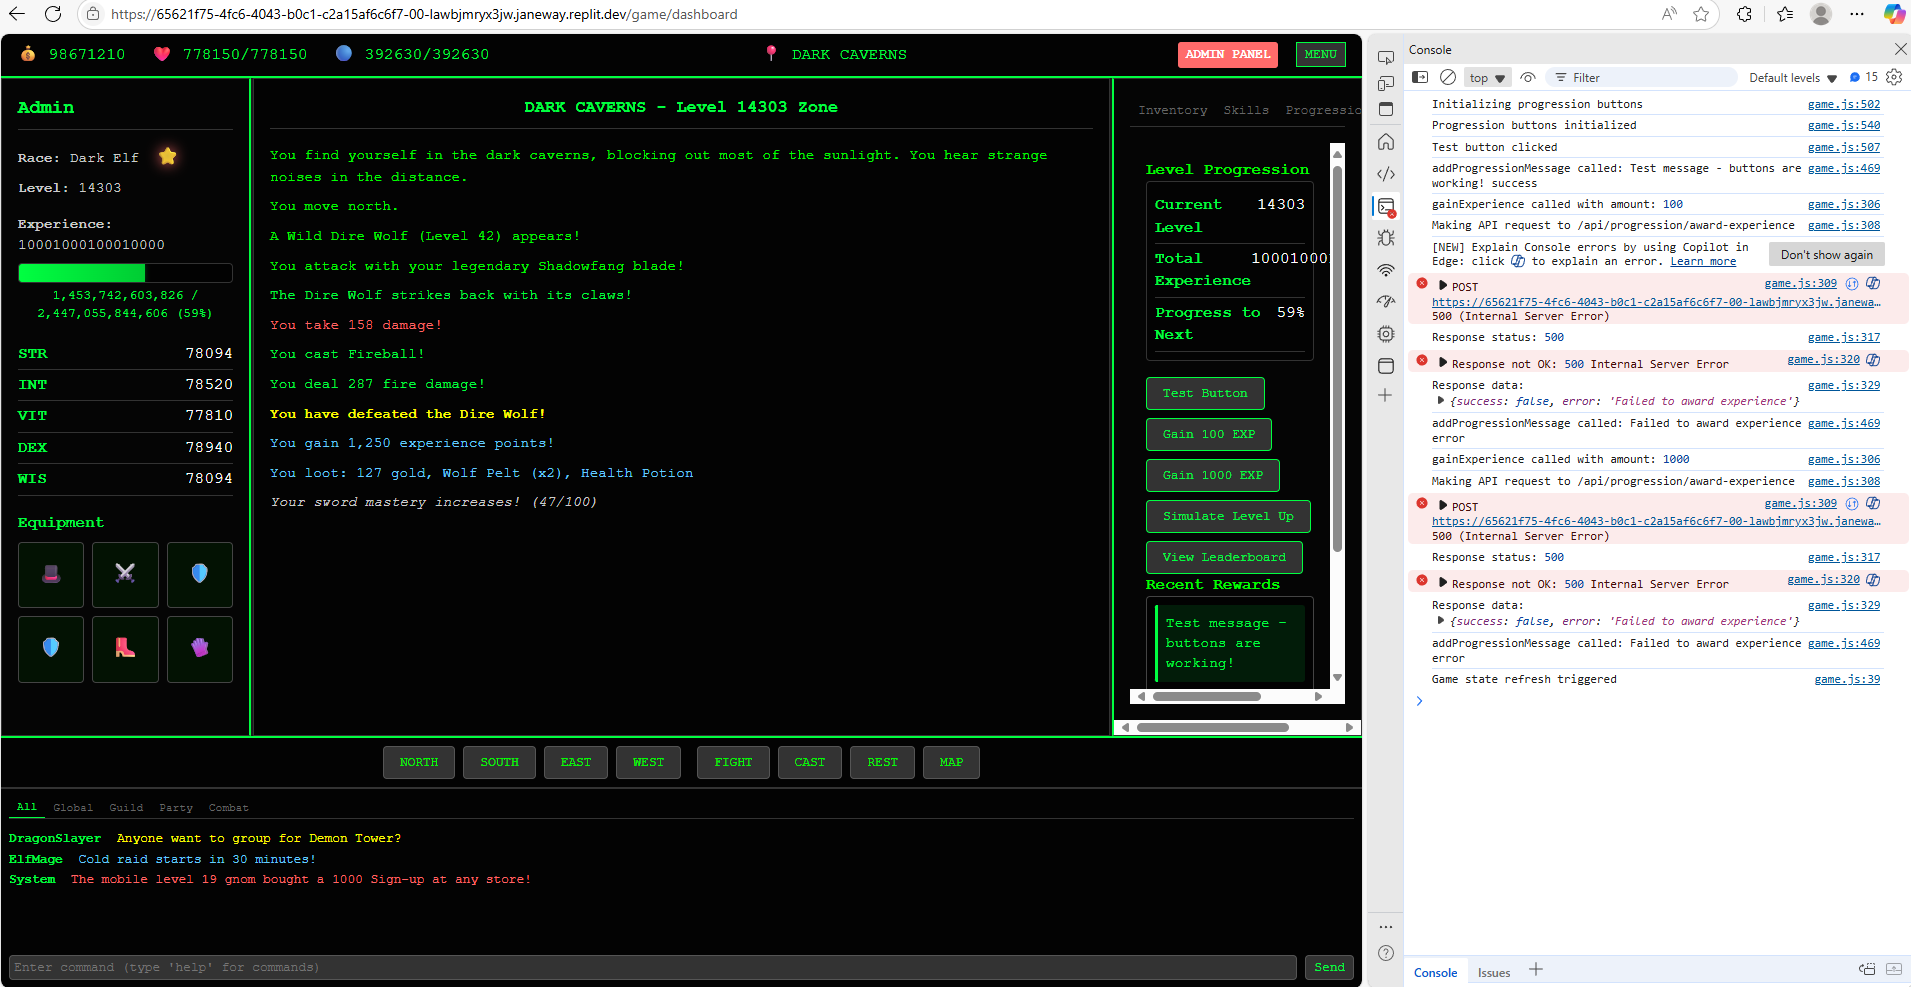 https://65621f75-4fc6-4043-b0c1-c2a15af6c6f7-00-lawbjmryx3jw.janeway.replit.dev/game/dashboard
98671210
778150/778150
392630/392630
DARK CAVERNS
ADMIN PANEL
MENU
Admin
Race: Dark Elf
Level: 14303
Experience:
10001000100010000
1,453,742,603,826 /
2,447,055,844,606 (59%)
STR 78094
INT 78520
VIT 77810
DEX 78940
WIS 78094
Equipment
DARK CAVERNS - Level 14303 Zone
You find yourself in the dark caverns, blocking out most of the sunlight. You hear strange
noises in the distance.
You move north.
A Wild Dire Wolf (Level 42) appears!
You attack with your legendary Shadowfang blade!
The Dire Wolf strikes back with its claws!
You take 158 damage!
You cast Fireball!
You deal 287 fire damage!
You have defeated the Dire Wolf!
You gain 1,250 experience points!
You loot: 127 gold, Wolf Pelt (x2), Health Potion
Your sword mastery increases! (47/100)
Inventory Skills Progressio
Level Progression
Current 14303
Level
Total 10001000
Experience
Progress to 59%
Next
Test Button
Gain 100 EXP
Gain 1000 EXP
Simulate Level Up
View Leaderboard
Recent Rewards
Test message -
buttons are
working!
NORTH SOUTH EAST WEST FIGHT CAST REST MAP
All Global Guild Party Combat
DragonSlayer Anyone want to group for Demon Tower?
ElfMage Cold raid starts in 30 minutes!
System The mobile level 19 gnom bought a 1000 Sign-up at any store!
Enter command (type 'help' for commands)
Send
Console
top
Filter
Default levels
15
Initializing progression buttons game.js:502
Progression buttons initialized game.js:540
Test button clicked game.js:507
addProgressionMessage called: Test message - buttons are game.js:469
working! success
gainExperience called with amount: 100 game.js:306
Making API request to /api/progression/award-experience game.js:308
[NEW] Explain Console errors by using Copilot in
Edge: click to explain an error. Learn more
Don't show again
POST game.js:309
https://65621f75-4fc6-4043-b0c1-c2a15af6c6f7-00-lawbjmryx3jw.janewa…
500 (Internal Server Error)
Response status: 500 game.js:317
Response not OK: 500 Internal Server Error game.js:320
Response data: game.js:329
{success: false, error: 'Failed to award experience'}
addProgressionMessage called: Failed to award experience game.js:469
error
gainExperience called with amount: 1000 game.js:306
Making API request to /api/progression/award-experience game.js:308
POST game.js:309
https://65621f75-4fc6-4043-b0c1-c2a15af6c6f7-00-lawbjmryx3jw.janewa…
500 (Internal Server Error)
Response status: 500 game.js:317
Response not OK: 500 Internal Server Error game.js:320
Response data: game.js:329
{success: false, error: 'Failed to award experience'}
addProgressionMessage called: Failed to award experience game.js:469
error
Game state refresh triggered game.js:39
Console Issues